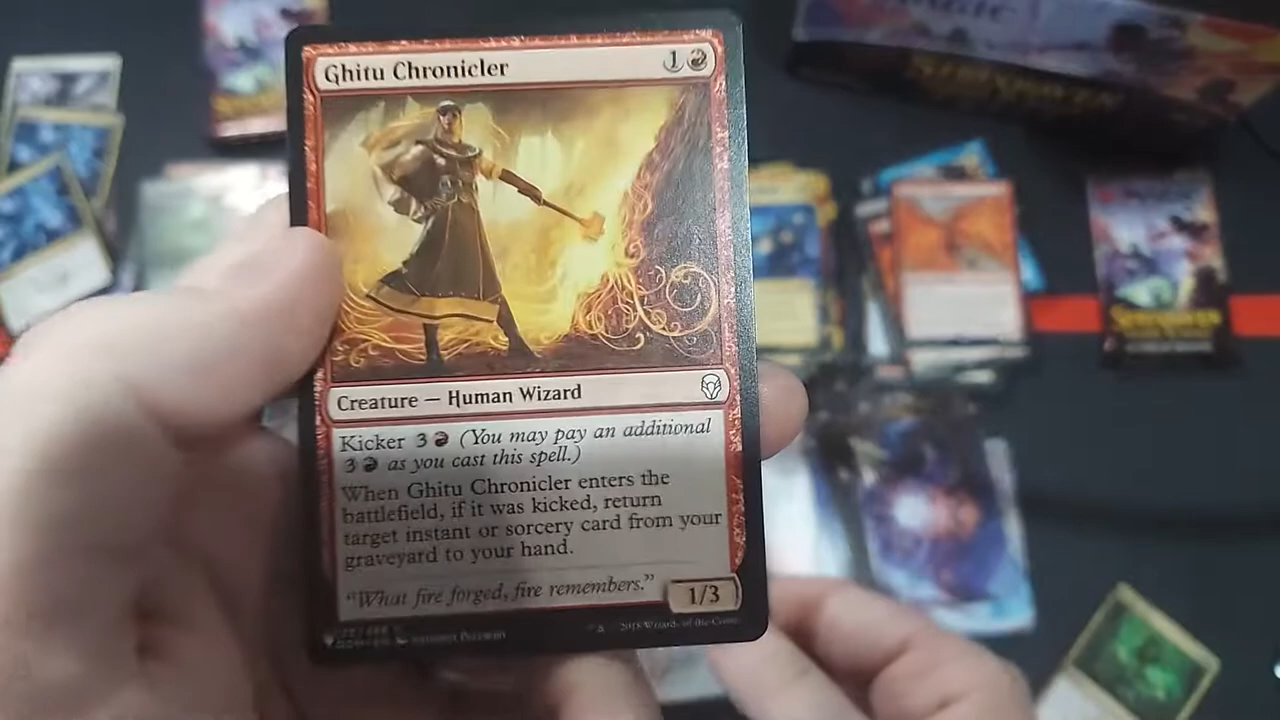 Ghitu Chronicler 1
Creature — Human Wizard
Kicker 3 (You may pay an additional
3 as you cast this spell.)
When Ghitu Chronicler enters the
battlefield, if it was kicked, return
target instant or sorcery card from your
graveyard to your hand.
“What fire forged, fire remembers.”
1/3